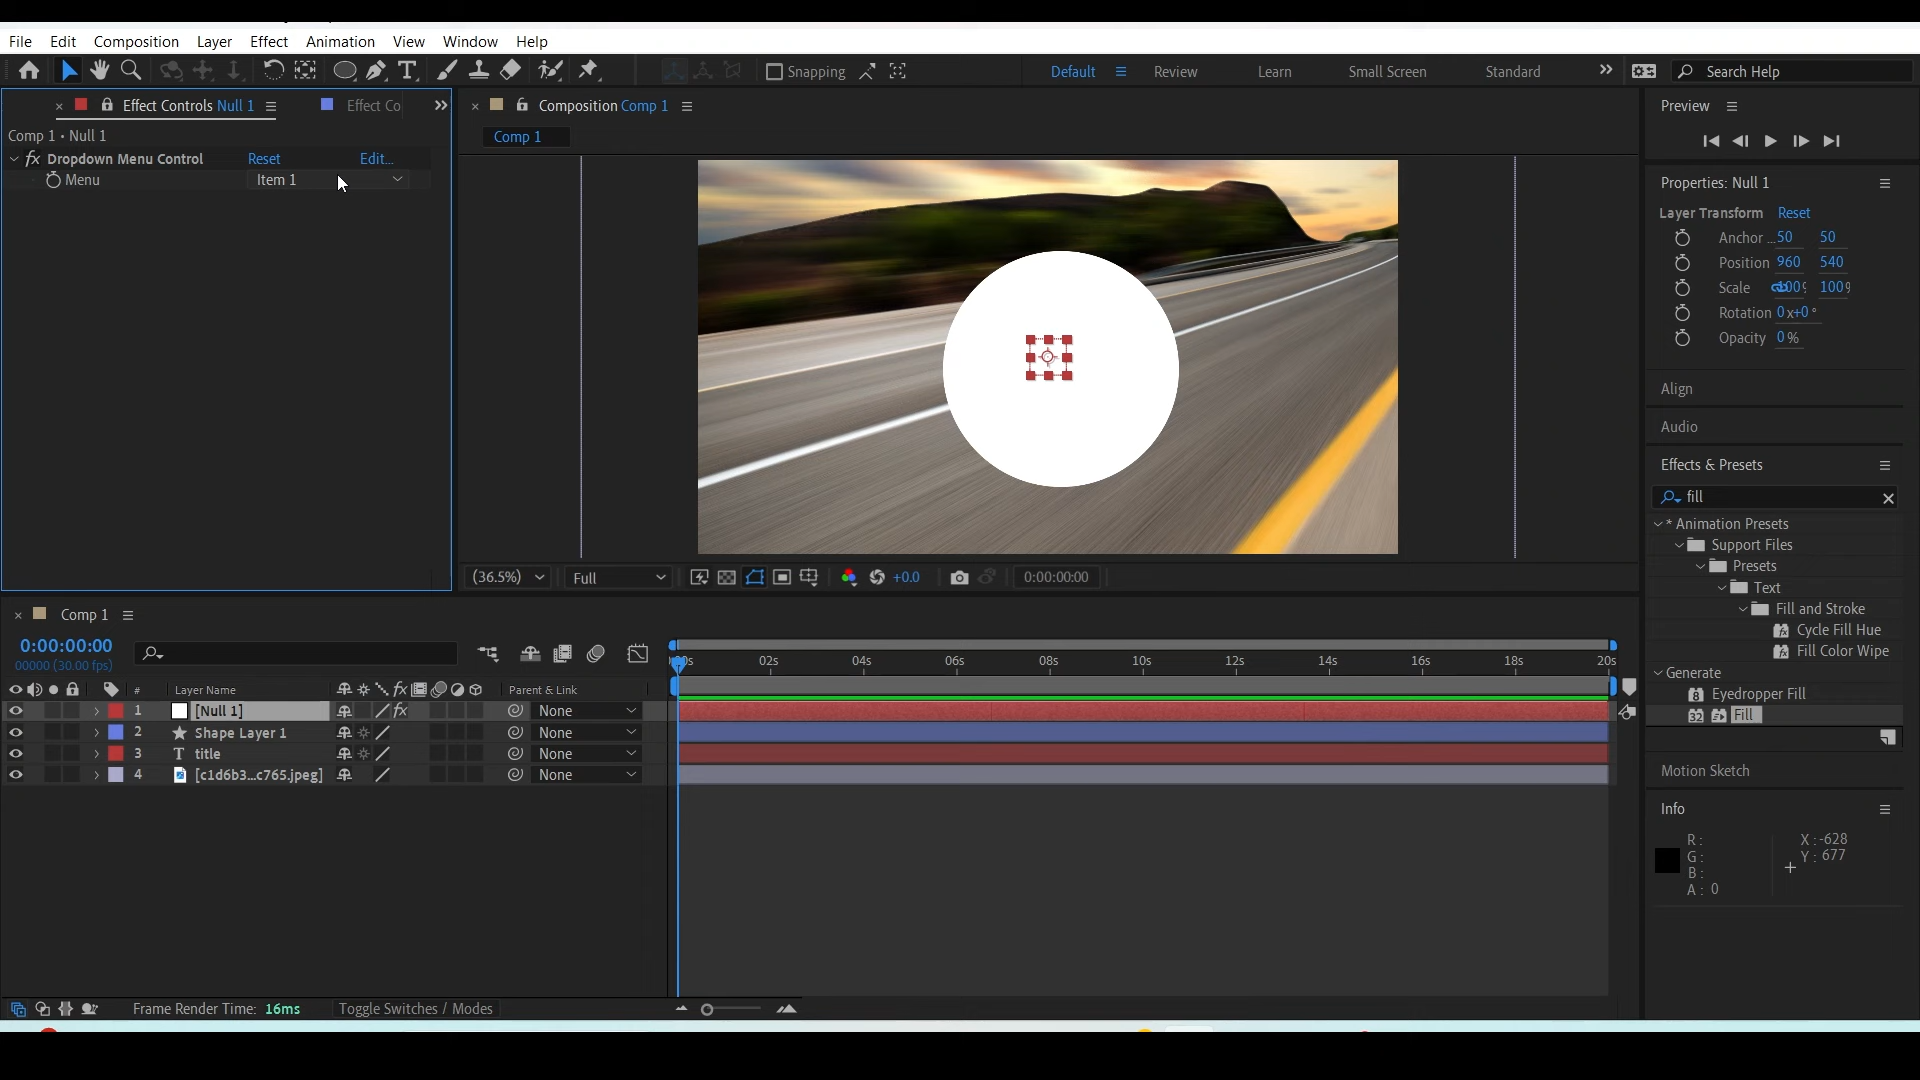 File Edit Composition Layer Effect Animation View Window Help
Snapping Default Review Learn Small Screen Standard Search Help
Effect Controls Null 1 Effect Co
Composition Comp 1
Preview
Comp 1 • Null 1
Comp 1
fx Dropdown Menu Control Reset Edit...
Menu Item 1
Properties: Null 1
Layer Transform Reset
Anchor ... 50 50
Position 960 540
Scale 100% 100%
Rotation 0x+0°
Opacity 0%
Align
Audio
Effects & Presets
fill
* Animation Presets
Support Files
Presets
Text
Fill and Stroke
Cycle Fill Hue
Fill Color Wipe
Generate
8 Eyedropper Fill
32 Fill
Motion Sketch
Info
R:
G:
B:
A: 0
X: -628
Y: 677
(36.5%) Full +0.0 0:00:00:00
Comp 1
0:00:00:00
00000 (30.00 fps)
02s 04s 06s 08s 10s 12s 14s 16s 18s 20s
# Layer Name fx Parent & Link
1 [Null 1] fx None
2 Shape Layer 1 None
3 T title None
4 [c1d6b3...c765.jpeg] None
Frame Render Time: 16ms Toggle Switches / Modes